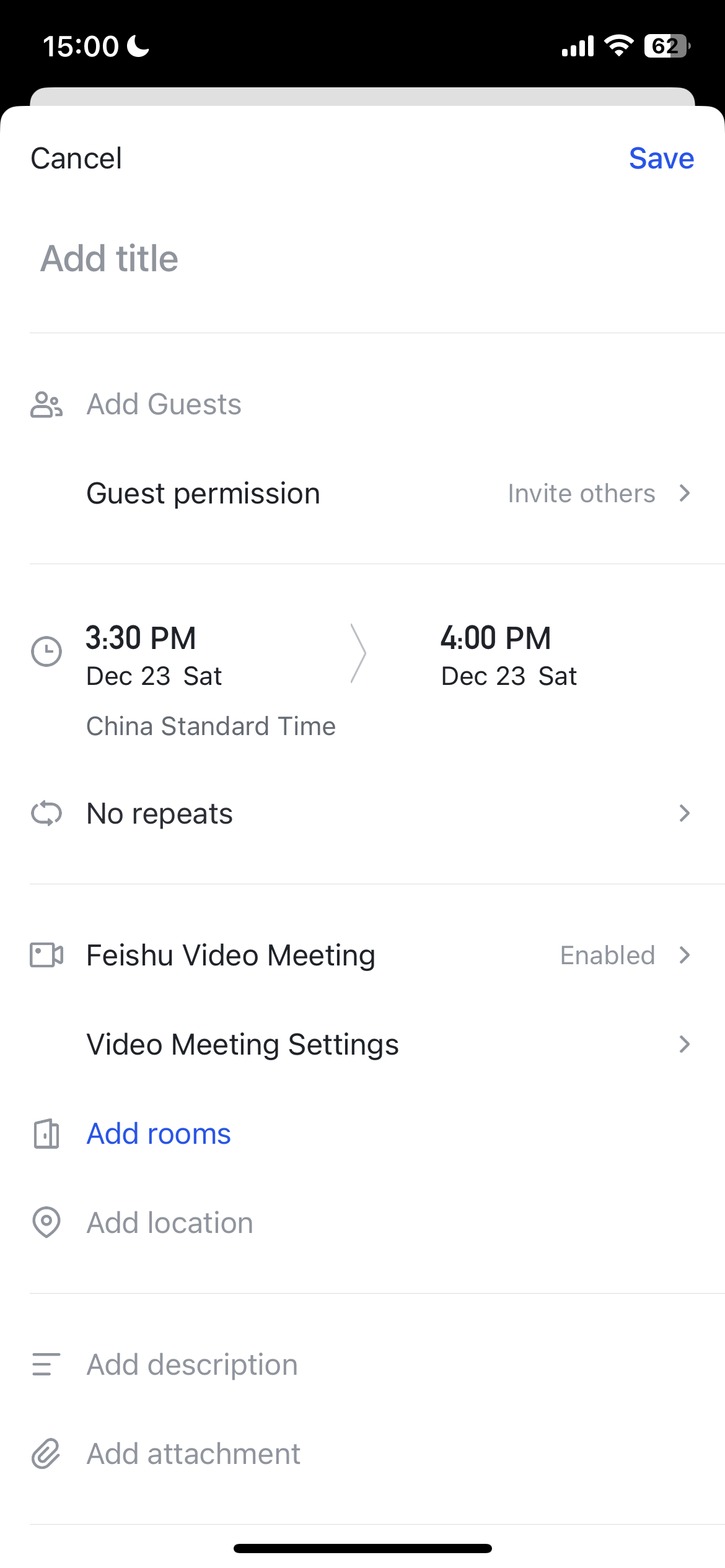 15:00
62
Cancel
Save
Add title
Add Guests
Guest permission
Invite others
3:30 PM
Dec 23 Sat
4:00 PM
Dec 23 Sat
China Standard Time
No repeats
Feishu Video Meeting
Enabled
Video Meeting Settings
Add rooms
Add location
Add description
Add attachment